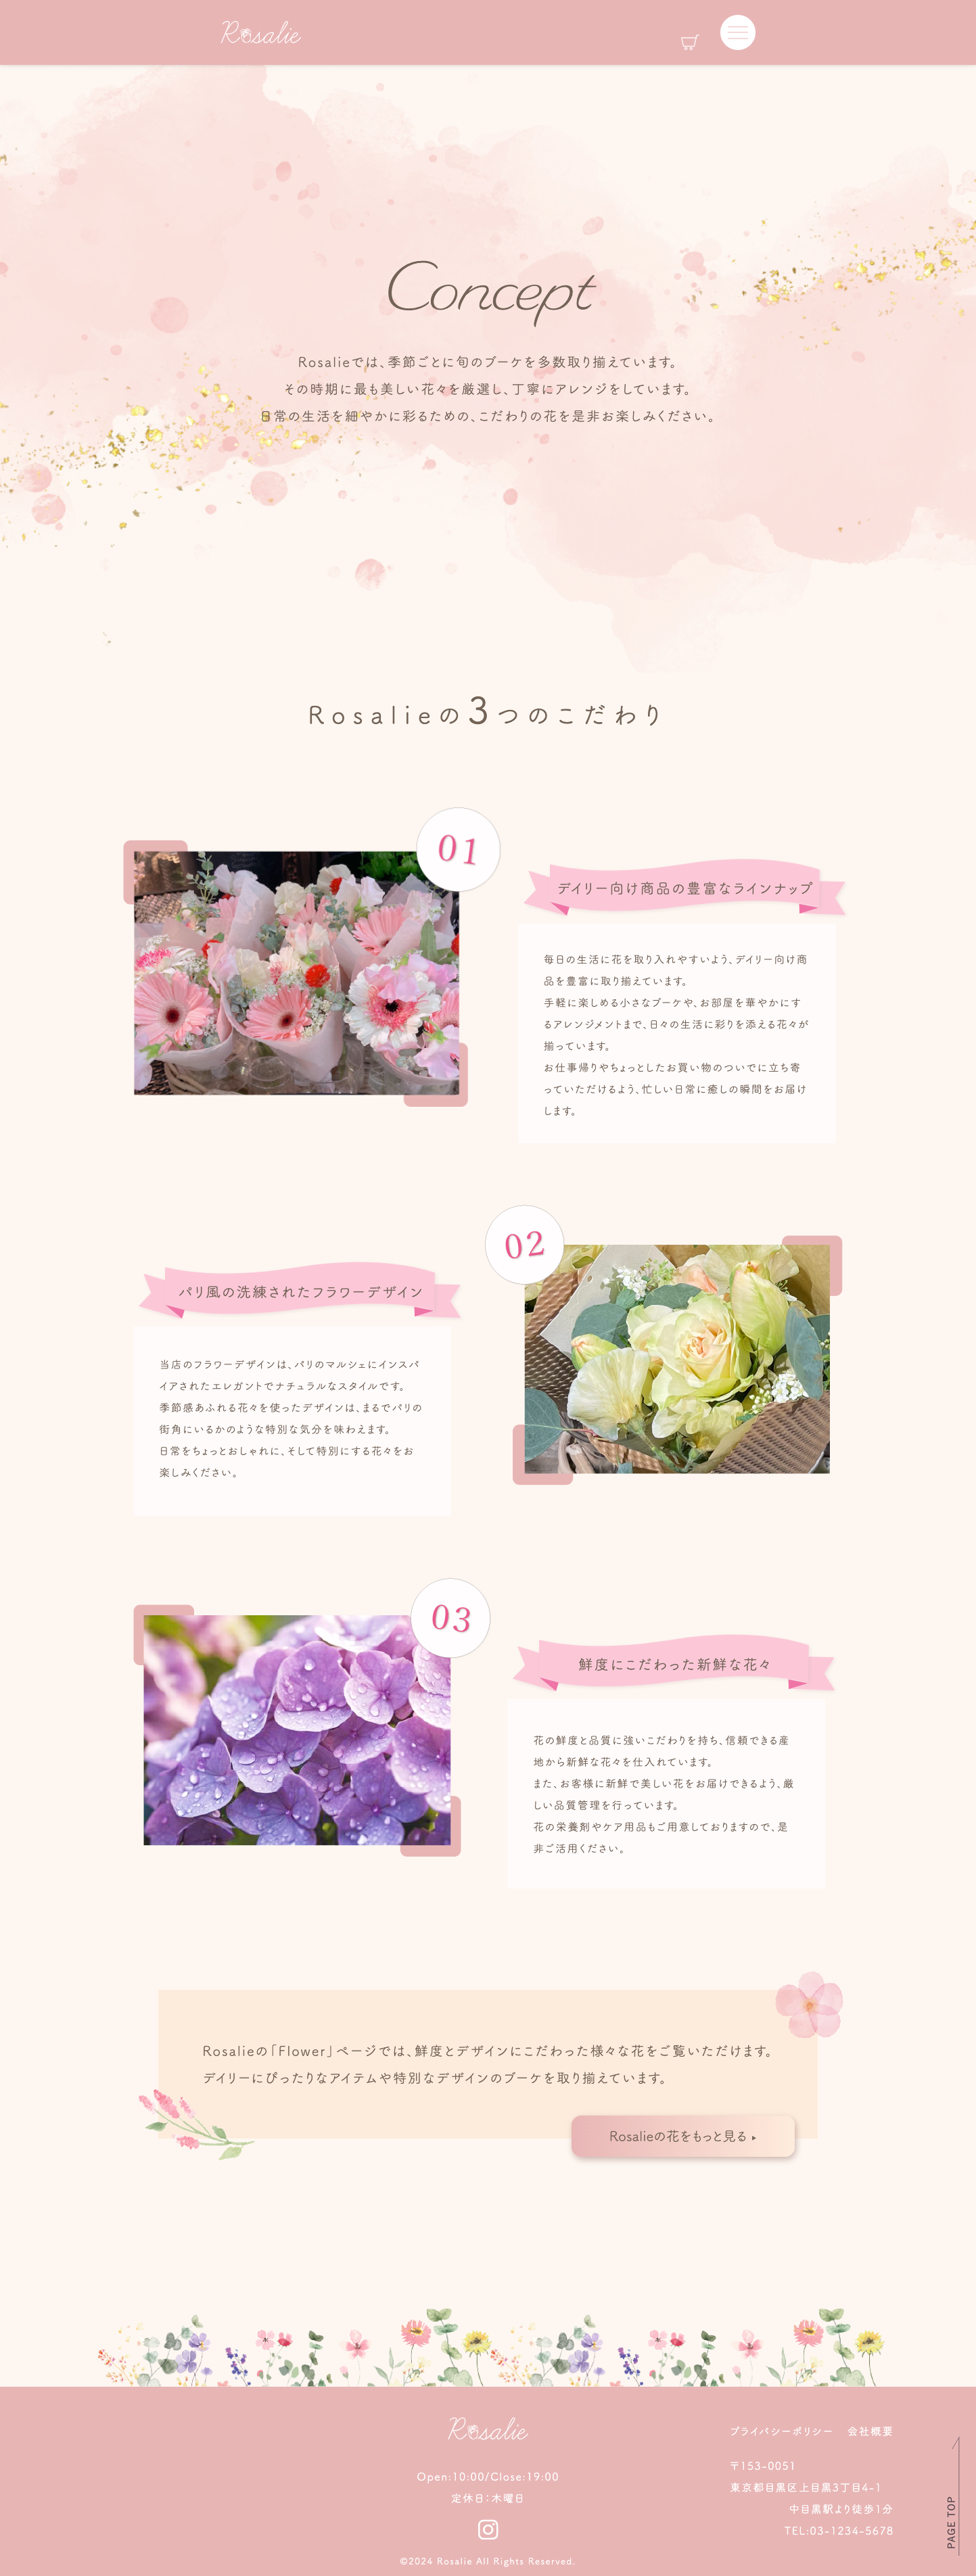 Rosalie
Concept
Rosalieでは、季節ごとに旬のブーケを多数取り揃えています。
その時期に最も美しい花々を厳選し、丁寧にアレンジをしています。
日常の生活を細やかに彩るための、こだわりの花を是非お楽しみください。
Rosalieの3つのこだわり
01
デイリー向け商品の豊富なラインナップ
毎日の生活に花を取り入れやすいよう、デイリー向け商
品を豊富に取り揃えています。
手軽に楽しめる小さなブーケや、お部屋を華やかにす
るアレンジメントまで、日々の生活に彩りを添える花々が
揃っています。
お仕事帰りやちょっとしたお買い物のついでに立ち寄
っていただけるよう、忙しい日常に癒しの瞬間をお届け
します。
02
パリ風の洗練されたフラワーデザイン
当店のフラワーデザインは、パリのマルシェにインスパ
イアされたエレガントでナチュラルなスタイルです。
季節感あふれる花々を使ったデザインは、まるでパリの
街角にいるかのような特別な気分を味わえます。
日常をちょっとおしゃれに、そして特別にする花々をお
楽しみください。
03
鮮度にこだわった新鮮な花々
花の鮮度と品質に強いこだわりを持ち、信頼できる産
地から新鮮な花々を仕入れています。
また、お客様に新鮮で美しい花をお届けできるよう、厳
しい品質管理を行っています。
花の栄養剤やケア用品もご用意しておりますので、是
非ご活用ください。
Rosalieの「Flower」ページでは、鮮度とデザインにこだわった様々な花をご覧いただけます。
デイリーにぴったりなアイテムや特別なデザインのブーケを取り揃えています。
Rosalieの花をもっと見る ▸
Rosalie
Open:10:00/Close:19:00
定休日：木曜日
©2024 Rosalie All Rights Reserved.
プライバシーポリシー 会社概要
〒153-0051
東京都目黒区上目黒3丁目4-1
中目黒駅より徒歩1分
TEL:03-1234-5678
PAGE TOP